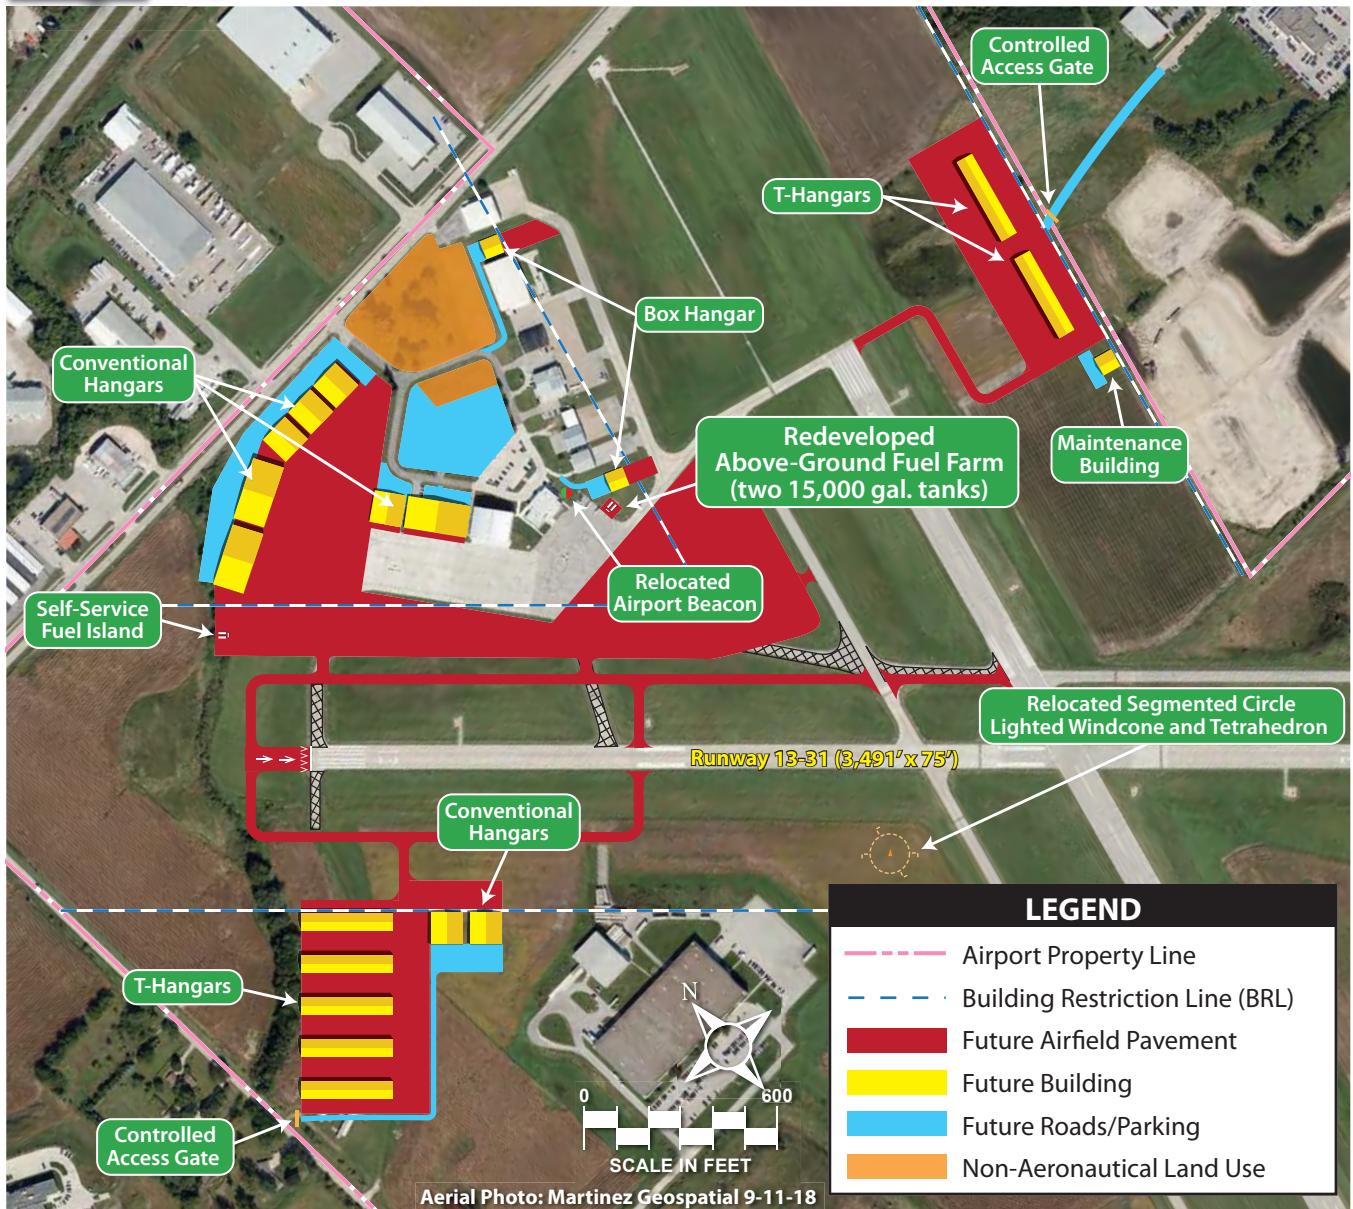 Controlled
Access Gate
T-Hangars
Box Hangar
Conventional
Hangars
Redeveloped
Above-Ground Fuel Farm
(two 15,000 gal. tanks)
Maintenance
Building
Relocated
Airport Beacon
Self-Service
Fuel Island
Relocated Segmented Circle
Lighted Windcone and Tetrahedron
Runway 13-31 (3,491' x 75')
Conventional
Hangars
T-Hangars
Controlled
Access Gate
N
0 600
SCALE IN FEET
Aerial Photo: Martinez Geospatial 9-11-18
LEGEND
Airport Property Line
Building Restriction Line (BRL)
Future Airfield Pavement
Future Building
Future Roads/Parking
Non-Aeronautical Land Use